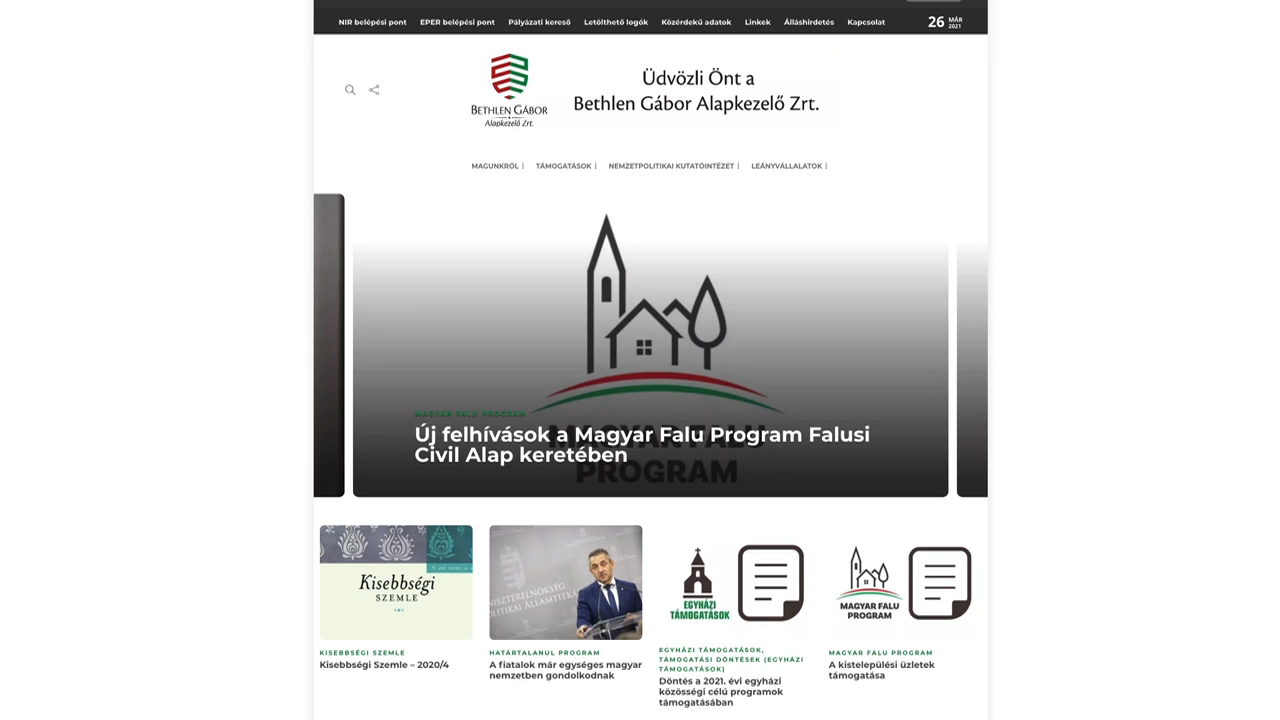 NIR belépési pont EPER belépési pont Pályázati kereső Letölthető logók Közérdekű adatok Linkek Álláshirdetés Kapcsolat 26 MÁR 2021
BETHLEN GÁBOR
Alapkezelő Zrt.
Üdvözli Önt a
Bethlen Gábor Alapkezelő Zrt.
MAGUNKRÓL TÁMOGATÁSOK NEMZETPOLITIKAI KUTATÓINTÉZET LEÁNYVÁLLALATOK
MAGYAR FALU PROGRAM
Új felhívások a Magyar Falu Program Falusi
Civil Alap keretében
MAGYAR FALU
PROGRAM
Kisebbségi
SZEMLE
MINISZTERELNÖKSÉG
EGYHÁZI
TÁMOGATÁSOK
MAGYAR FALU
PROGRAM
KISEBBSÉGI SZEMLE
Kisebbségi Szemle – 2020/4
HATÁRTALANUL PROGRAM
A fiatalok már egységes magyar
nemzetben gondolkodnak
EGYHÁZI TÁMOGATÁSOK,
TÁMOGATÁSI DÖNTÉSEK (EGYHÁZI
TÁMOGATÁSOK)
Döntés a 2021. évi egyházi
közösségi célú programok
támogatásában
MAGYAR FALU PROGRAM
A kistelepülési üzletek
támogatása